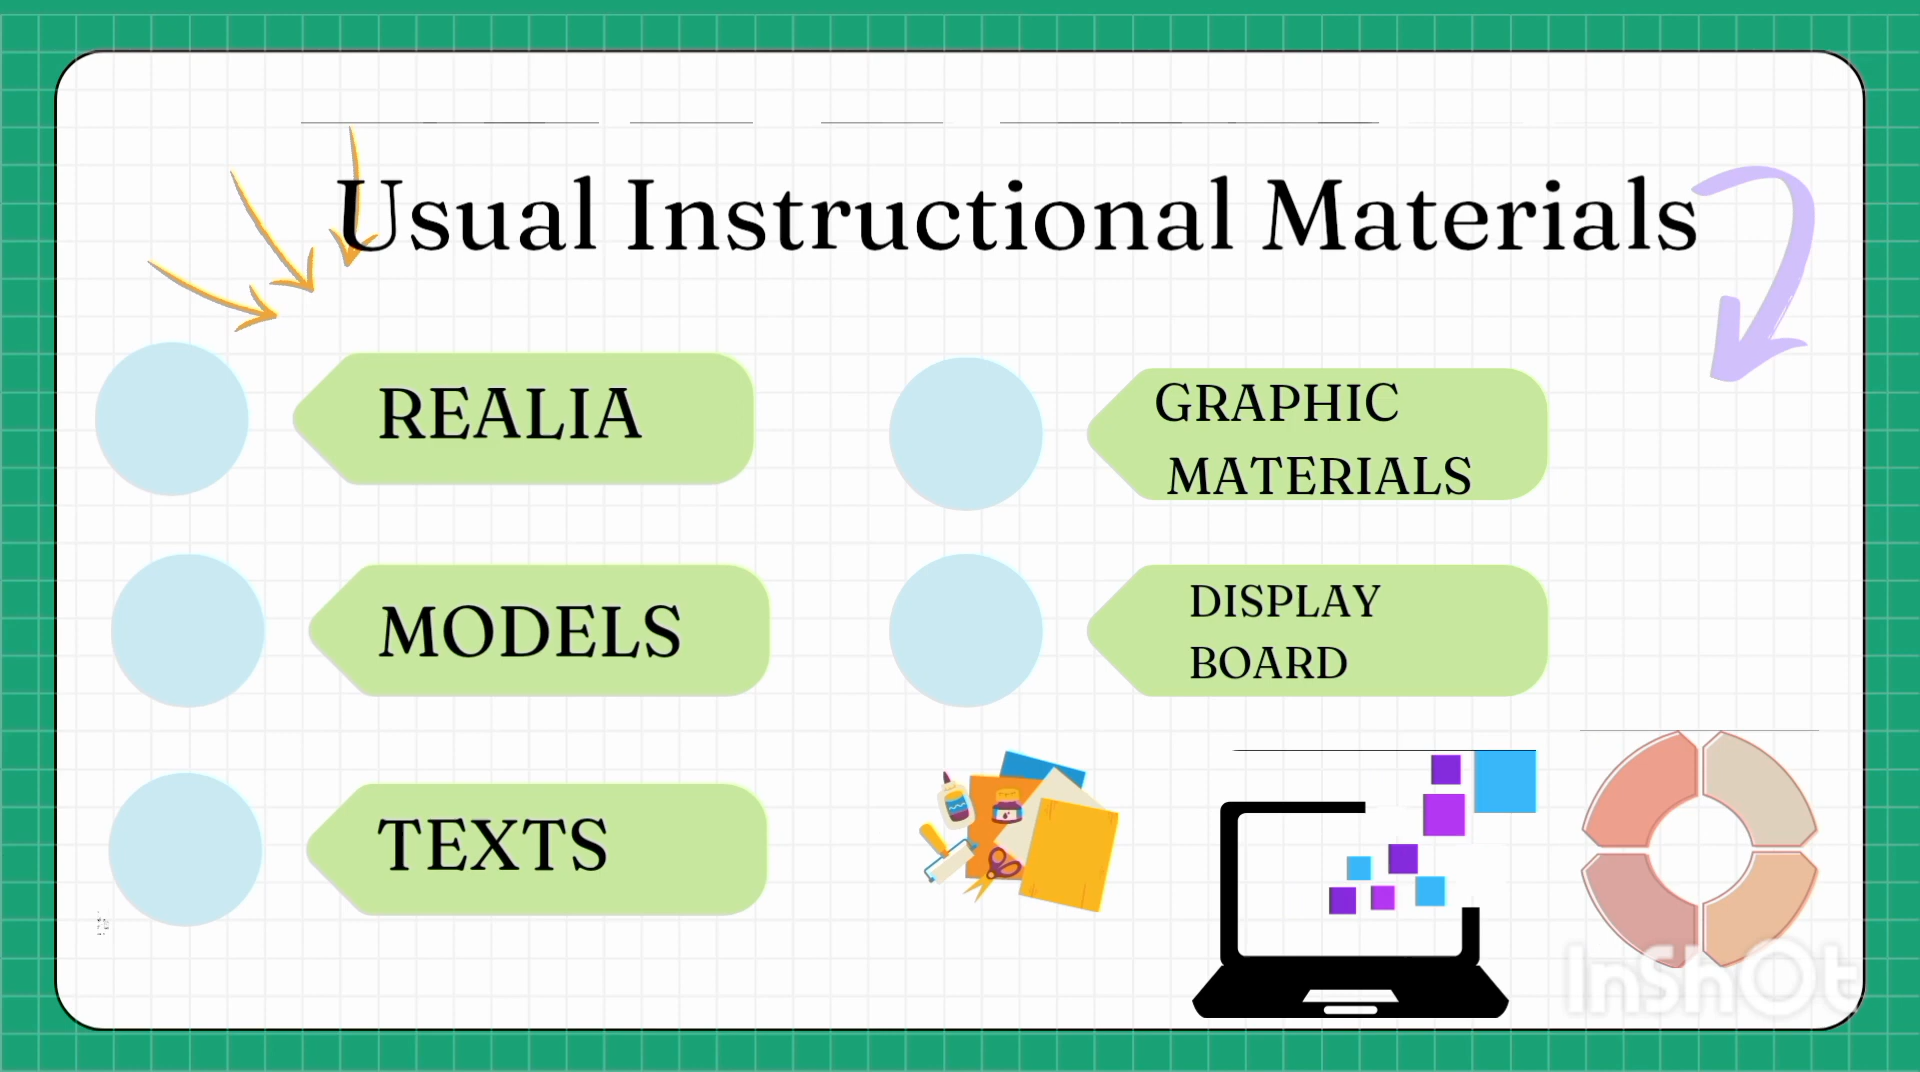 Usual Instructional Materials
REALIA
MODELS
TEXTS
GRAPHIC
MATERIALS
DISPLAY
BOARD
InShOt